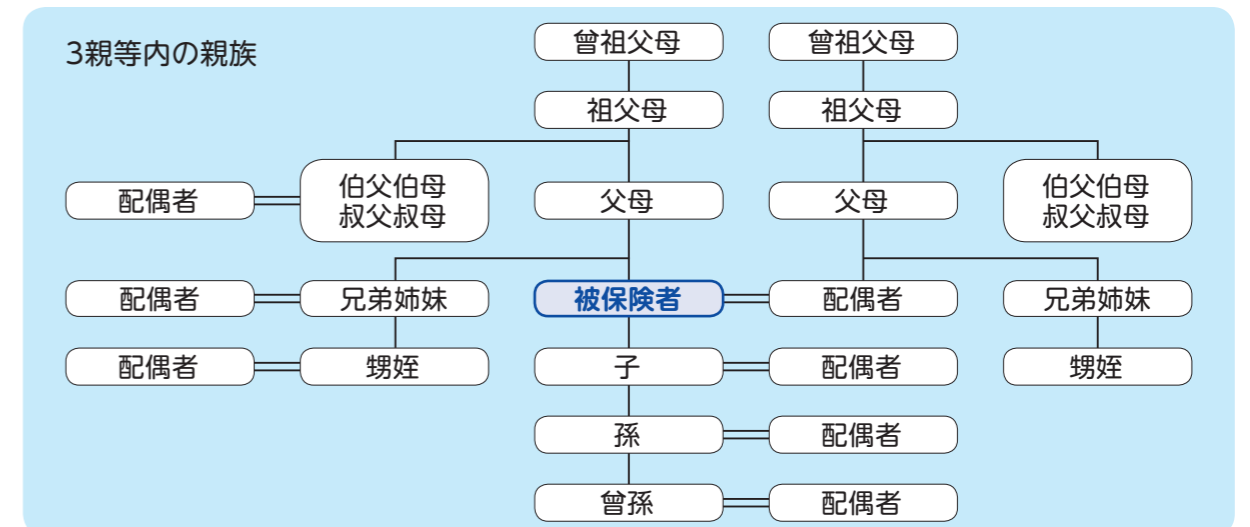 3親等内の親族
曾祖父母
曾祖父母
祖父母
祖父母
配偶者
伯父伯母
叔父叔母
父母
父母
伯父伯母
叔父叔母
配偶者
兄弟姉妹
被保険者
配偶者
兄弟姉妹
配偶者
甥姪
子
配偶者
甥姪
孫
配偶者
曾孫
配偶者